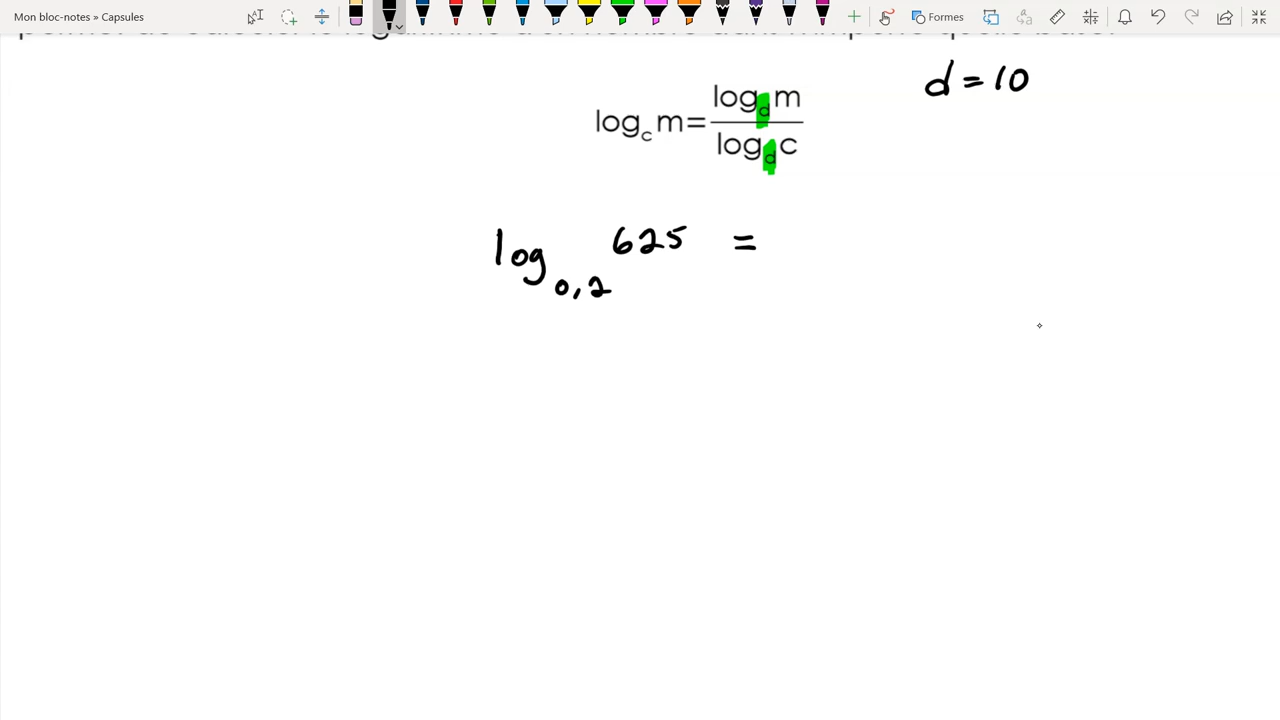 Mon bloc-notes » Capsules
Formes
d = 10
log_c m = log_d m / log_d c
log_0,2 625 =